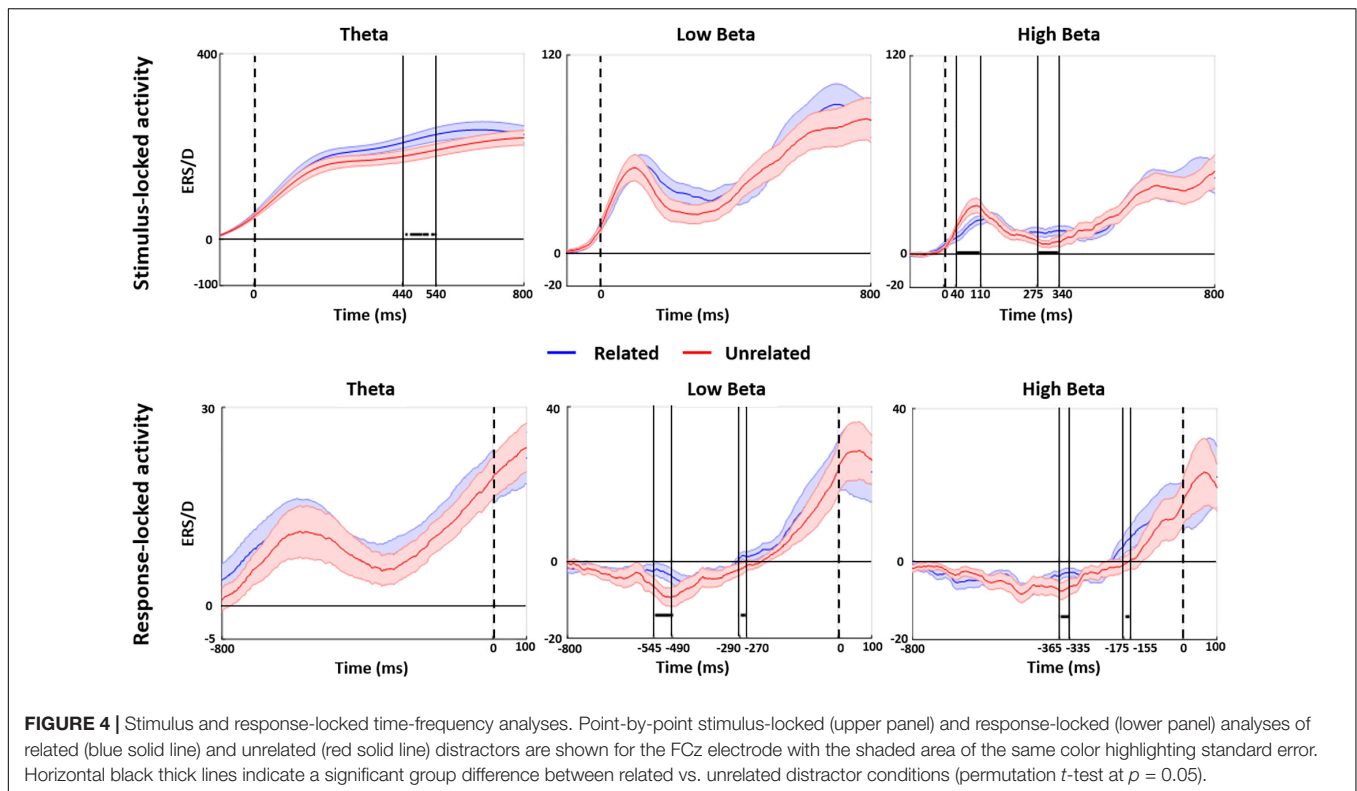 Theta Low Beta High Beta
Stimulus-locked activity
ERS/D
400
0
-100
0 440 540 800
Time (ms)
120
0
-20
0 800
Time (ms)
120
0
-20
0 40 110 275 340 800
Time (ms)
Related Unrelated
Theta Low Beta High Beta
Response-locked activity
ERS/D
30
0
-5
-800 0 100
Time (ms)
40
0
-20
-800 -545 -490 -290 -270 0 100
Time (ms)
40
0
-20
-800 -365 -335 -175 -155 0 100
Time (ms)
FIGURE 4 | Stimulus and response-locked time-frequency analyses. Point-by-point stimulus-locked (upper panel) and response-locked (lower panel) analyses of
related (blue solid line) and unrelated (red solid line) distractors are shown for the FCz electrode with the shaded area of the same color highlighting standard error.
Horizontal black thick lines indicate a significant group difference between related vs. unrelated distractor conditions (permutation t-test at p = 0.05).